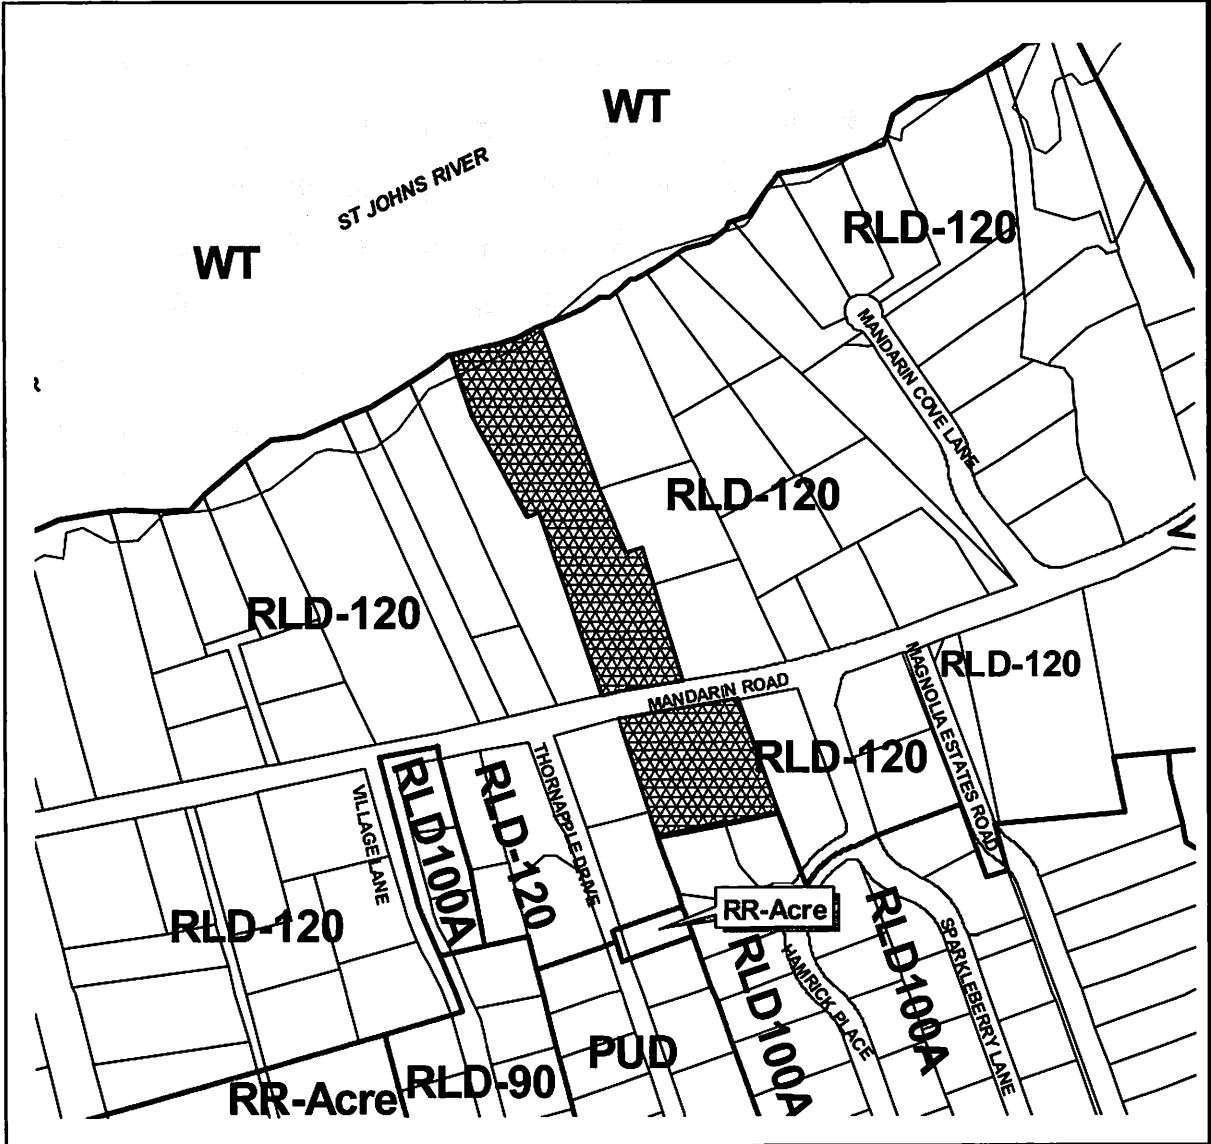 WT
ST JOHNS RIVER
WT
RLD-120
MANDARIN COVE LANE
RLD-120
RLD-120
MANDARIN ROAD
MAGNOLIA ESTATES ROAD
RLD-120
RLD-120
THORNAPPLE DRIVE
VILLAGE LANE
RLD100A
RLD-120
RLD-120
RR-Acre
RLD100A
HAMRICK PLACE
RLD100A
SPARKLEBERRY LANE
PUD
RLD-90
RR-Acre